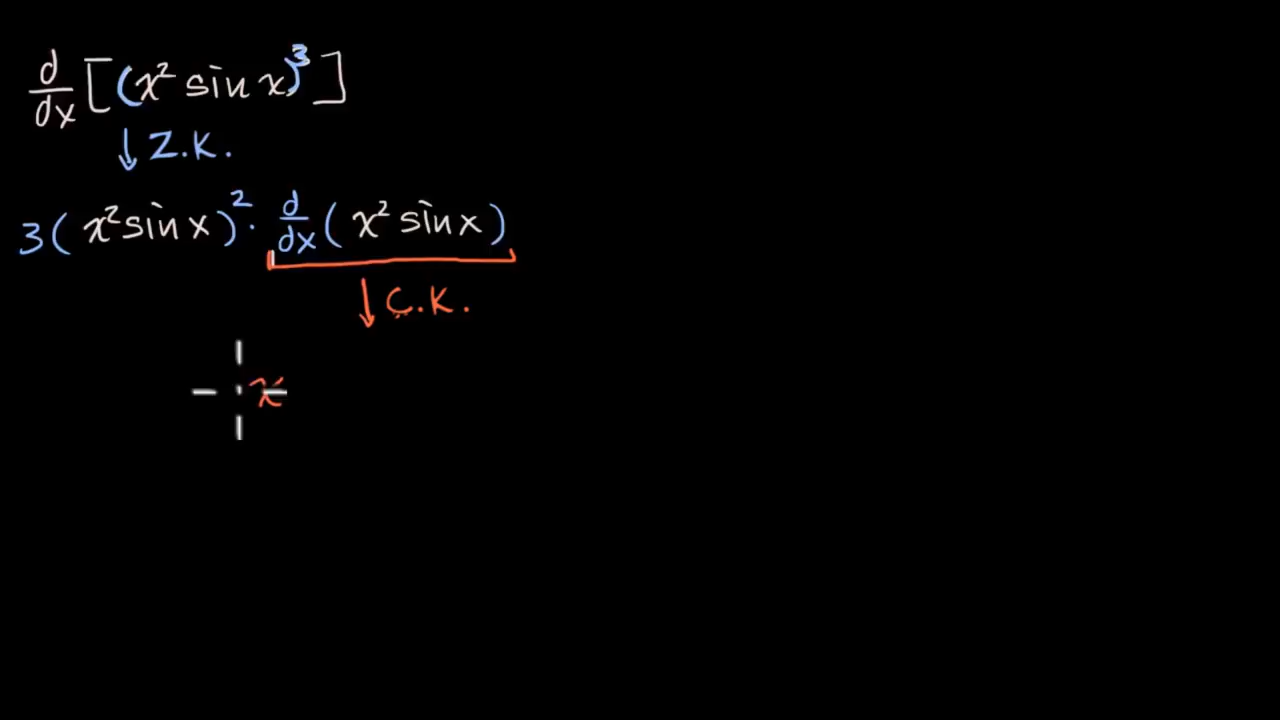 d/dx [(x² sin x)³]
↓ Z.K.
3(x² sin x)² · d/dx (x² sin x)
↓ Ç.K.
x